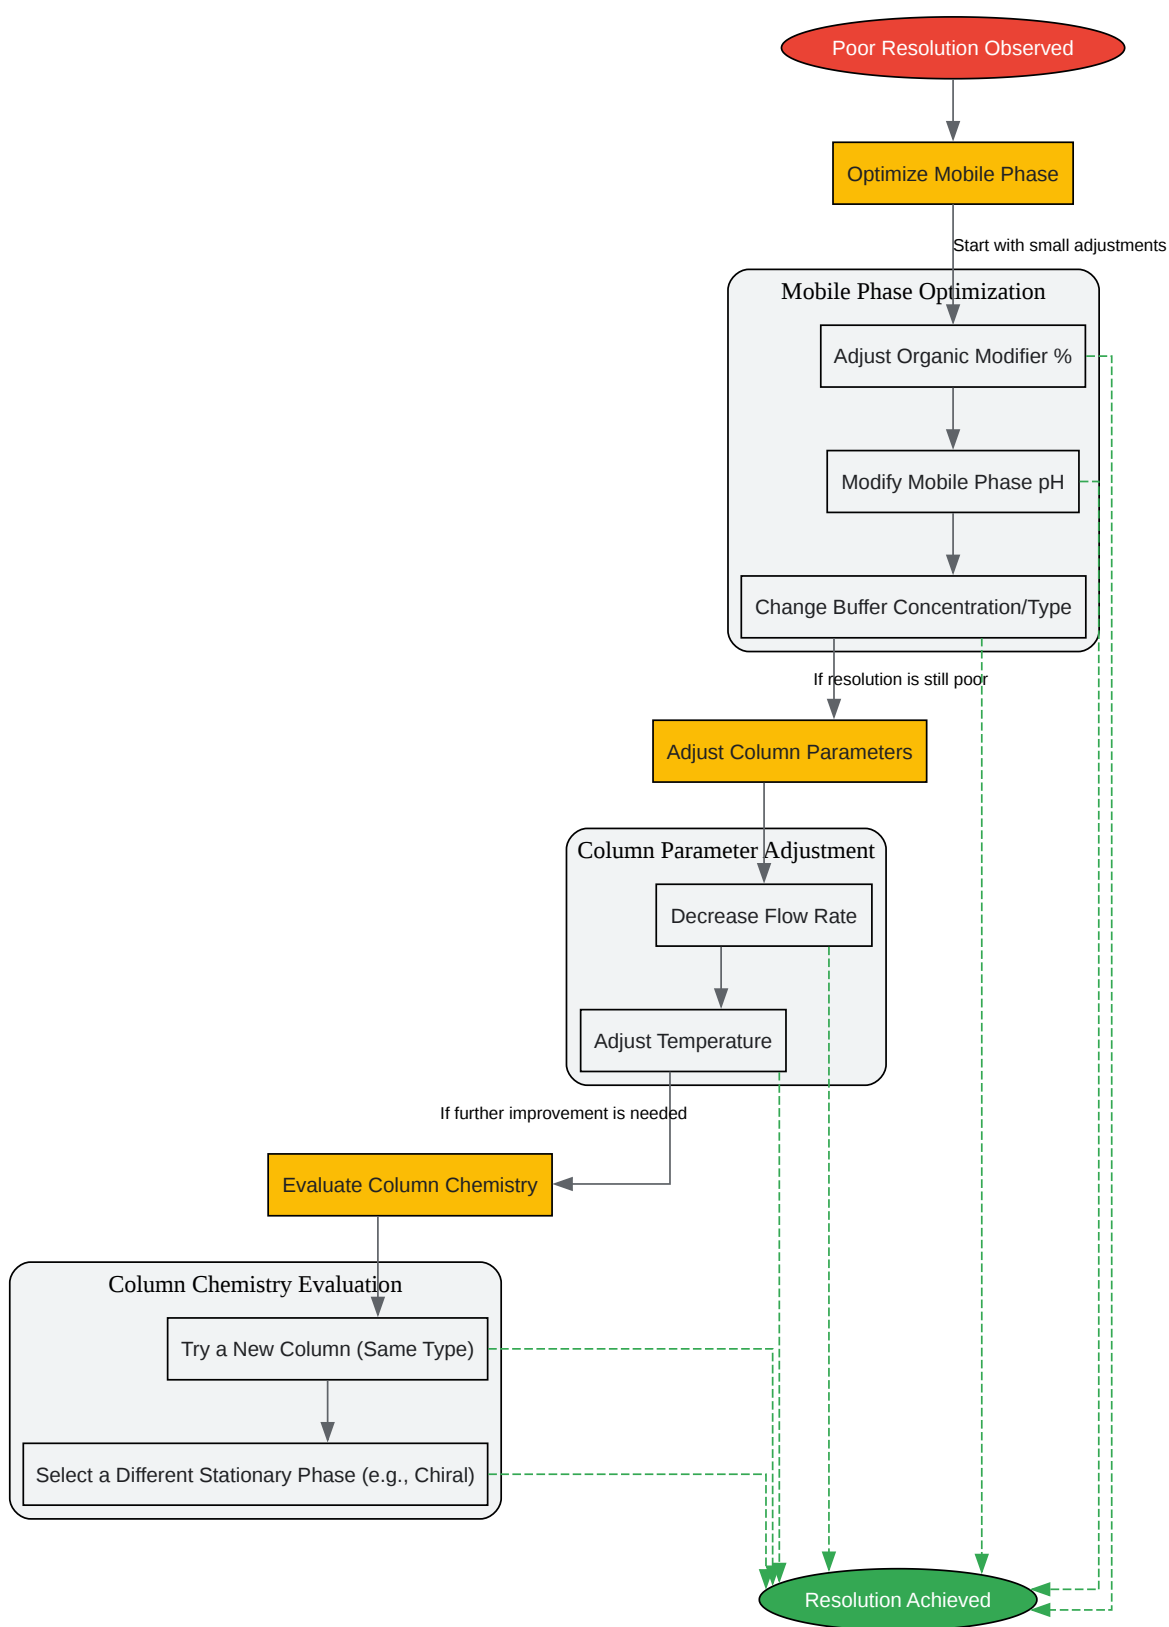 Poor Resolution Observed
Optimize Mobile Phase
Start with small adjustments
Mobile Phase Optimization
Adjust Organic Modifier %
Modify Mobile Phase pH
Change Buffer Concentration/Type
If resolution is still poor
Adjust Column Parameters
Column Parameter Adjustment
Decrease Flow Rate
Adjust Temperature
If further improvement is needed
Evaluate Column Chemistry
Column Chemistry Evaluation
Try a New Column (Same Type)
Select a Different Stationary Phase (e.g., Chiral)
Resolution Achieved